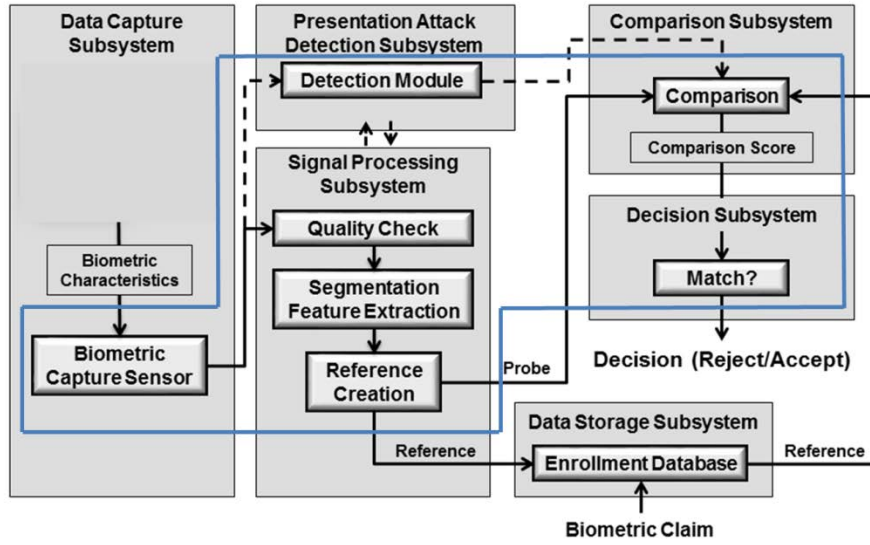 Data Capture
Subsystem
Biometric
Characteristics
Biometric
Capture Sensor
Presentation Attack
Detection Subsystem
Detection Module
Signal Processing
Subsystem
Quality Check
Segmentation
Feature Extraction
Reference
Creation
Probe
Reference
Comparison Subsystem
Comparison
Comparison Score
Decision Subsystem
Match?
Decision (Reject/Accept)
Data Storage Subsystem
Enrollment Database
Reference
Biometric Claim